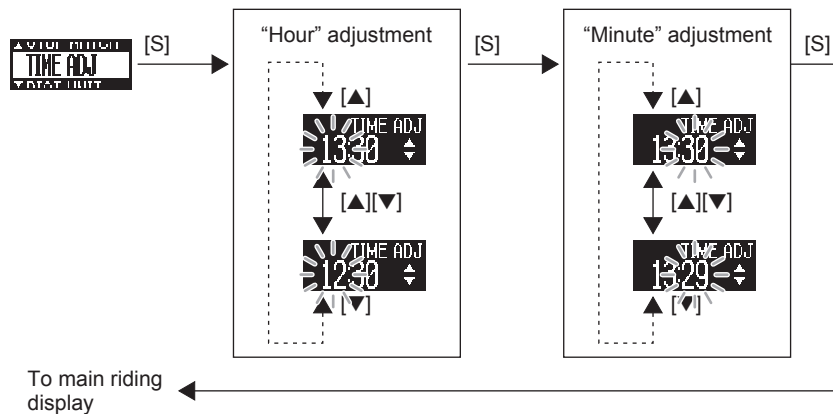 [S]
TIME ADJ
"Hour" adjustment
[▲]
TIME ADJ
13:30
[▲][▼]
TIME ADJ
12:30
[▼]
[S]
"Minute" adjustment
[▲]
TIME ADJ
13:30
[▲][▼]
TIME ADJ
13:29
[▼]
[S]
To main riding
display